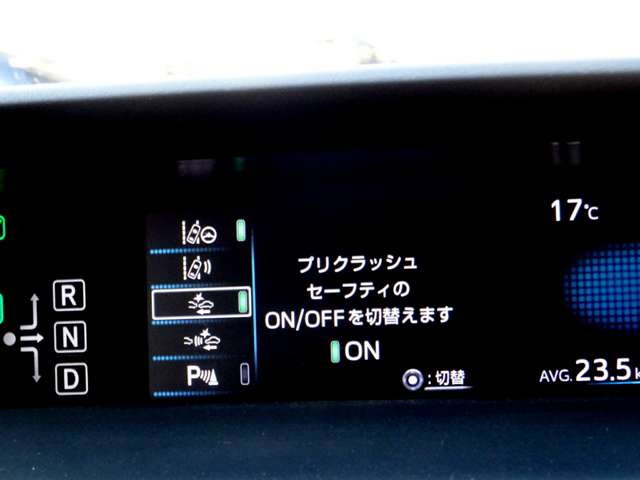 17℃
プリクラッシュ
セーフティの
ON/OFFを切替えます
ON
:切替
R
N
D
P
AVG. 23.5